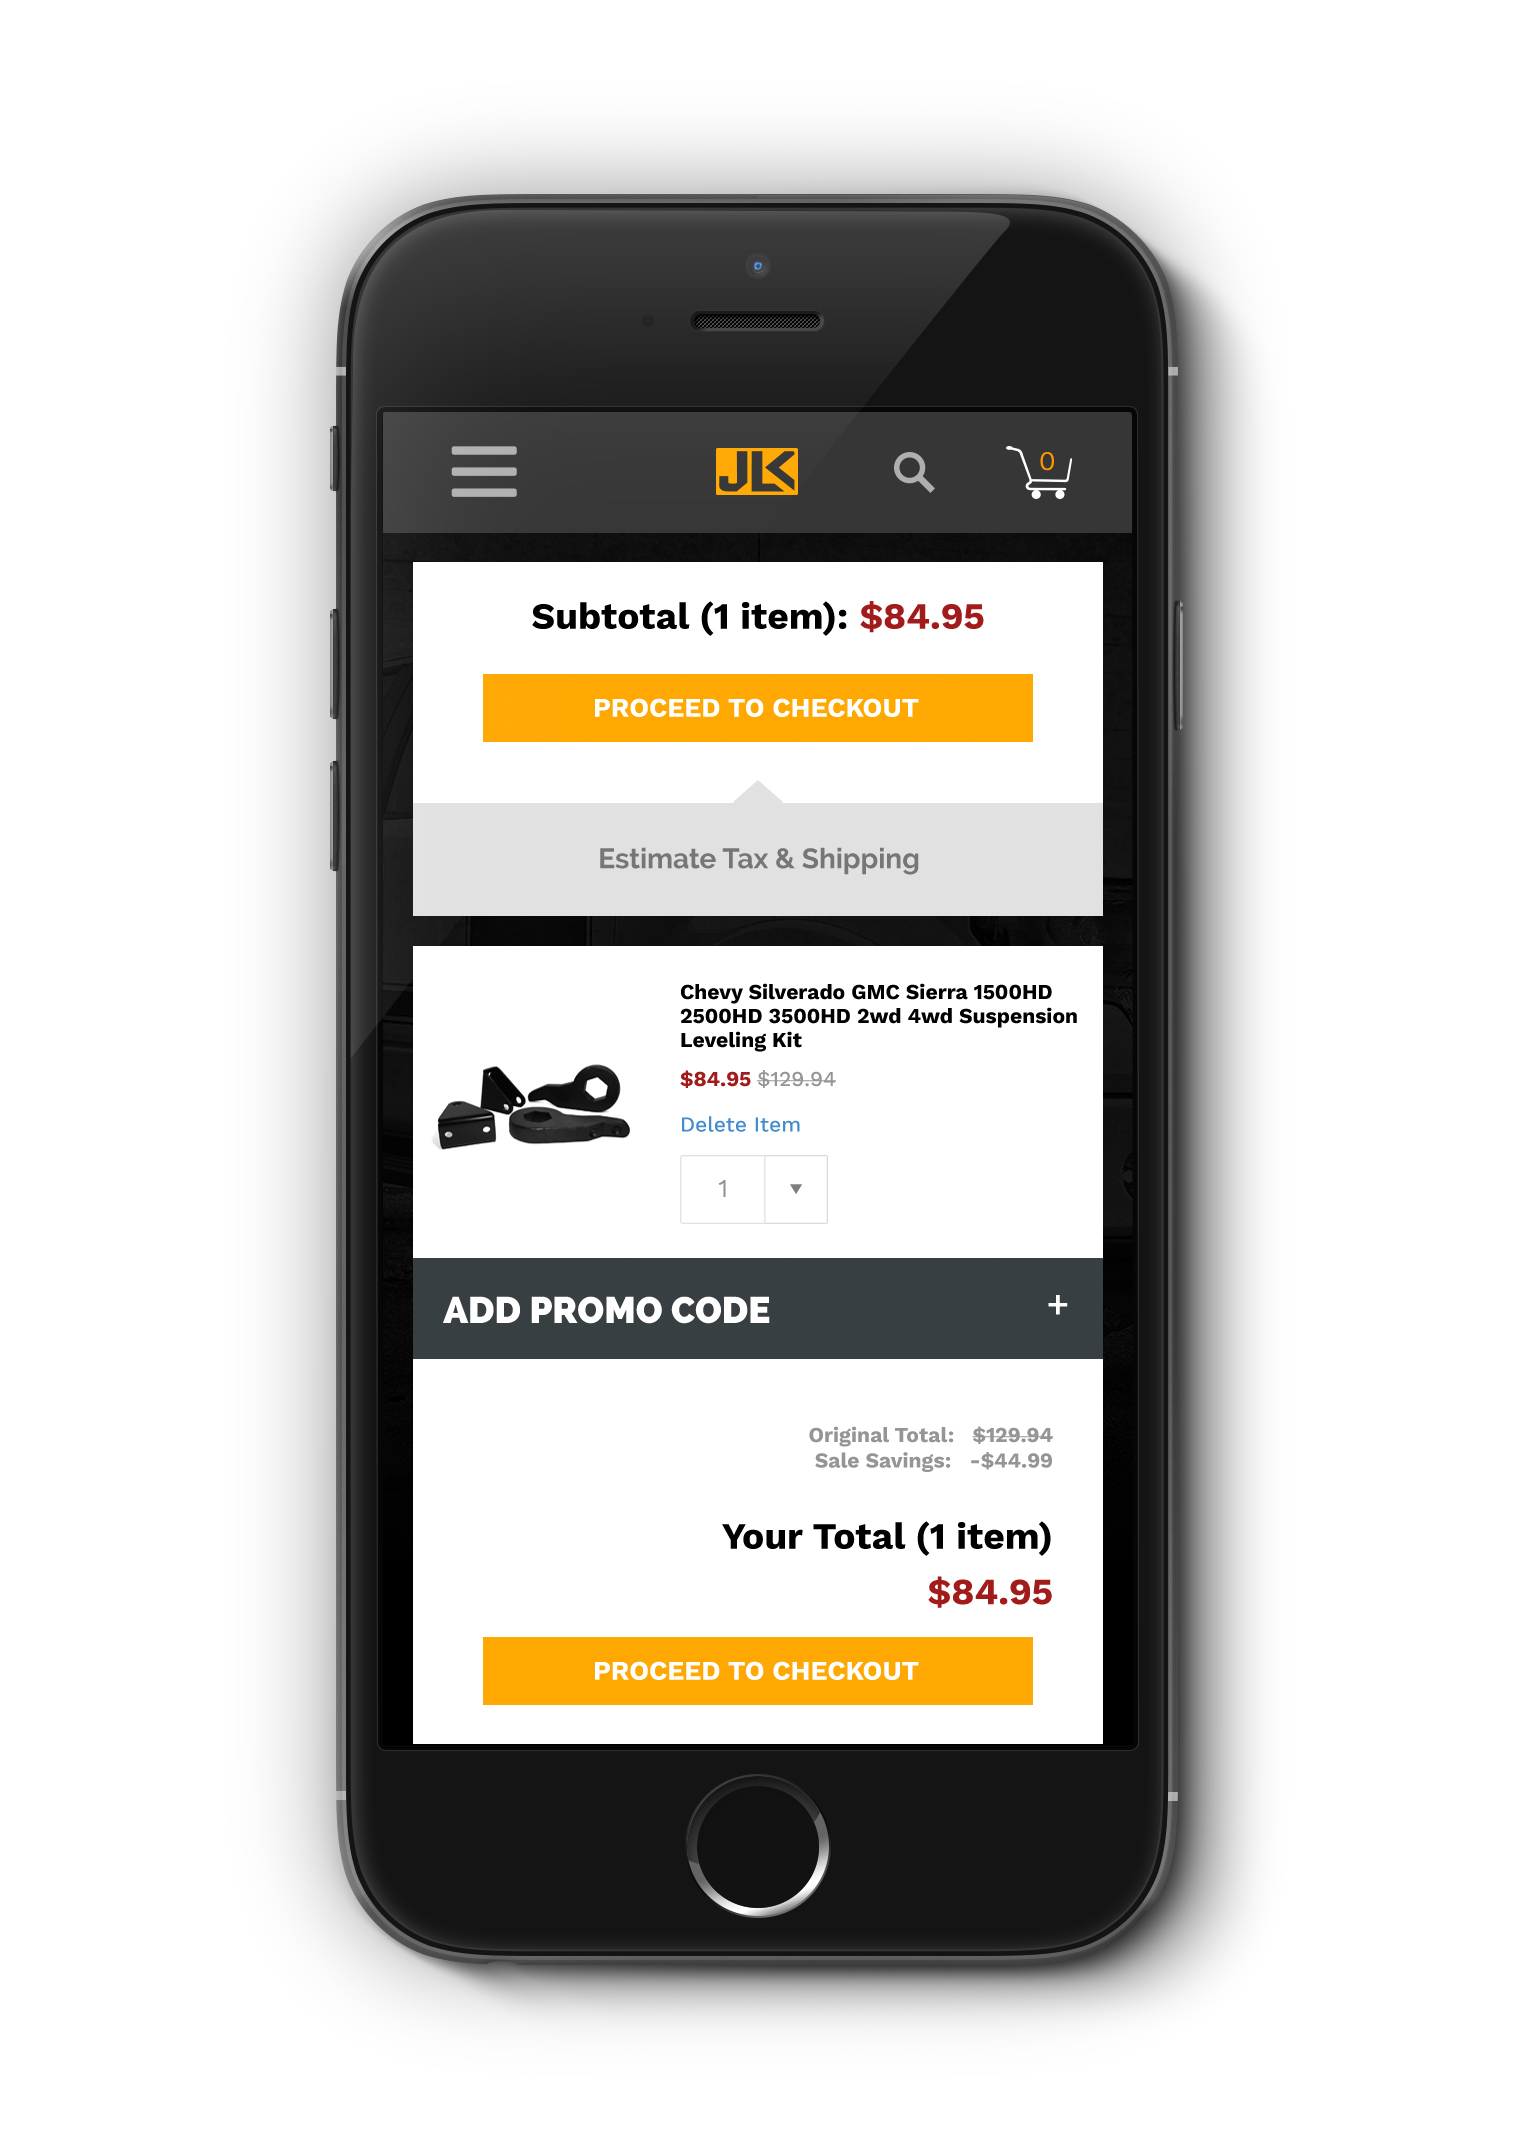 JLK
0
Subtotal (1 item): $84.95
PROCEED TO CHECKOUT
Estimate Tax & Shipping
Chevy Silverado GMC Sierra 1500HD
2500HD 3500HD 2wd 4wd Suspension
Leveling Kit
$84.95 $129.94
Delete Item
1
ADD PROMO CODE +
Original Total: $129.94
Sale Savings: -$44.99
Your Total (1 item)
$84.95
PROCEED TO CHECKOUT